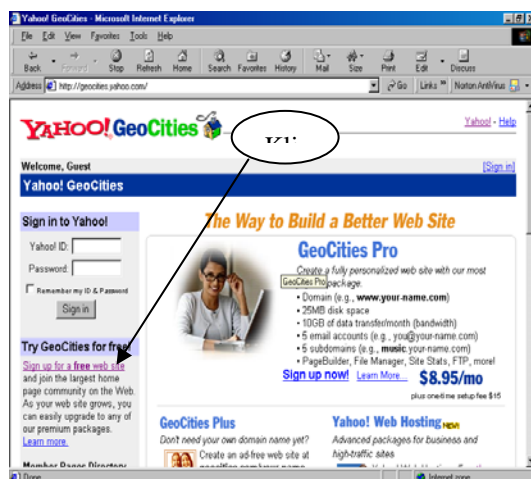 Yahoo! GeoCities - Microsoft Internet Explorer
File Edit View Favorites Tools Help
Back Forward Stop Refresh Home Search Favorites History Mail Size Print Edit Discuss
Address http://geocities.yahoo.com/ Go Links Norton AntiVirus
YAHOO! GeoCities
Yahoo! - Help
Welcome, Guest [Sign in]
Yahoo! GeoCities
Sign in to Yahoo!
Yahoo! ID:
Password:
Remember my ID & Password
Sign in
Try GeoCities for free!
Sign up for a free web site
and join the largest home
page community on the Web.
As your web site grows, you
can easily upgrade to any of
our premium packages.
Learn more.
Member Pages Directory
The Way to Build a Better Web Site
GeoCities Pro
Create a fully personalized web site with our most
GeoCities Pro package:
• Domain (e.g., www.your-name.com)
• 25MB disk space
• 10GB of data transfer/month (bandwidth)
• 5 email accounts (e.g., you@your-name.com)
• 5 subdomains (e.g., music.your-name.com)
• PageBuilder, File Manager, Site Stats, FTP, more!
Sign up now! Learn More... $8.95/mo
plus one-time setup fee $15
GeoCities Plus
Don't need your own domain name yet?
Create an ad-free web site at
Yahoo! Web Hosting NEW!
Advanced packages for business and
high-traffic sites
Done Internet zone